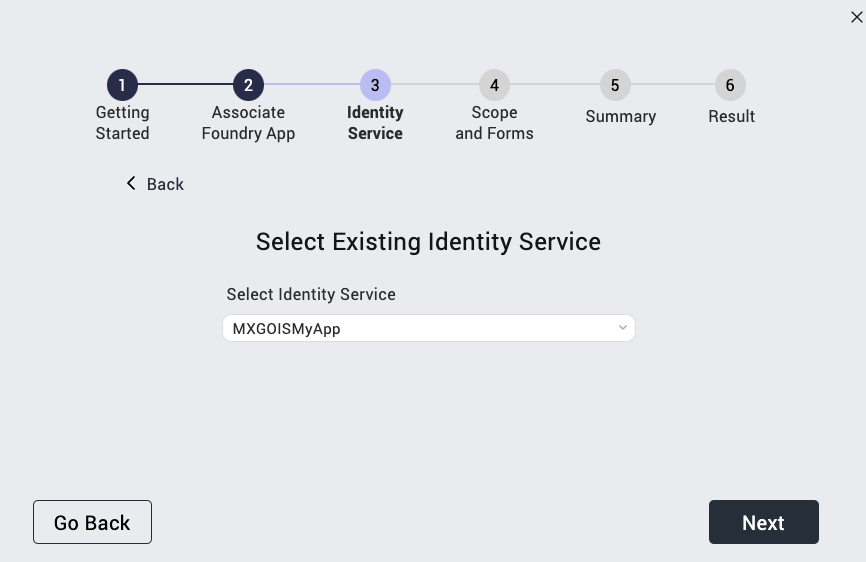 1 2 3 4 5 6
Getting Associate Identity Scope Summary Result
Started Foundry App Service and Forms
Back
Select Existing Identity Service
Select Identity Service
MXGOISMyApp
Go Back Next